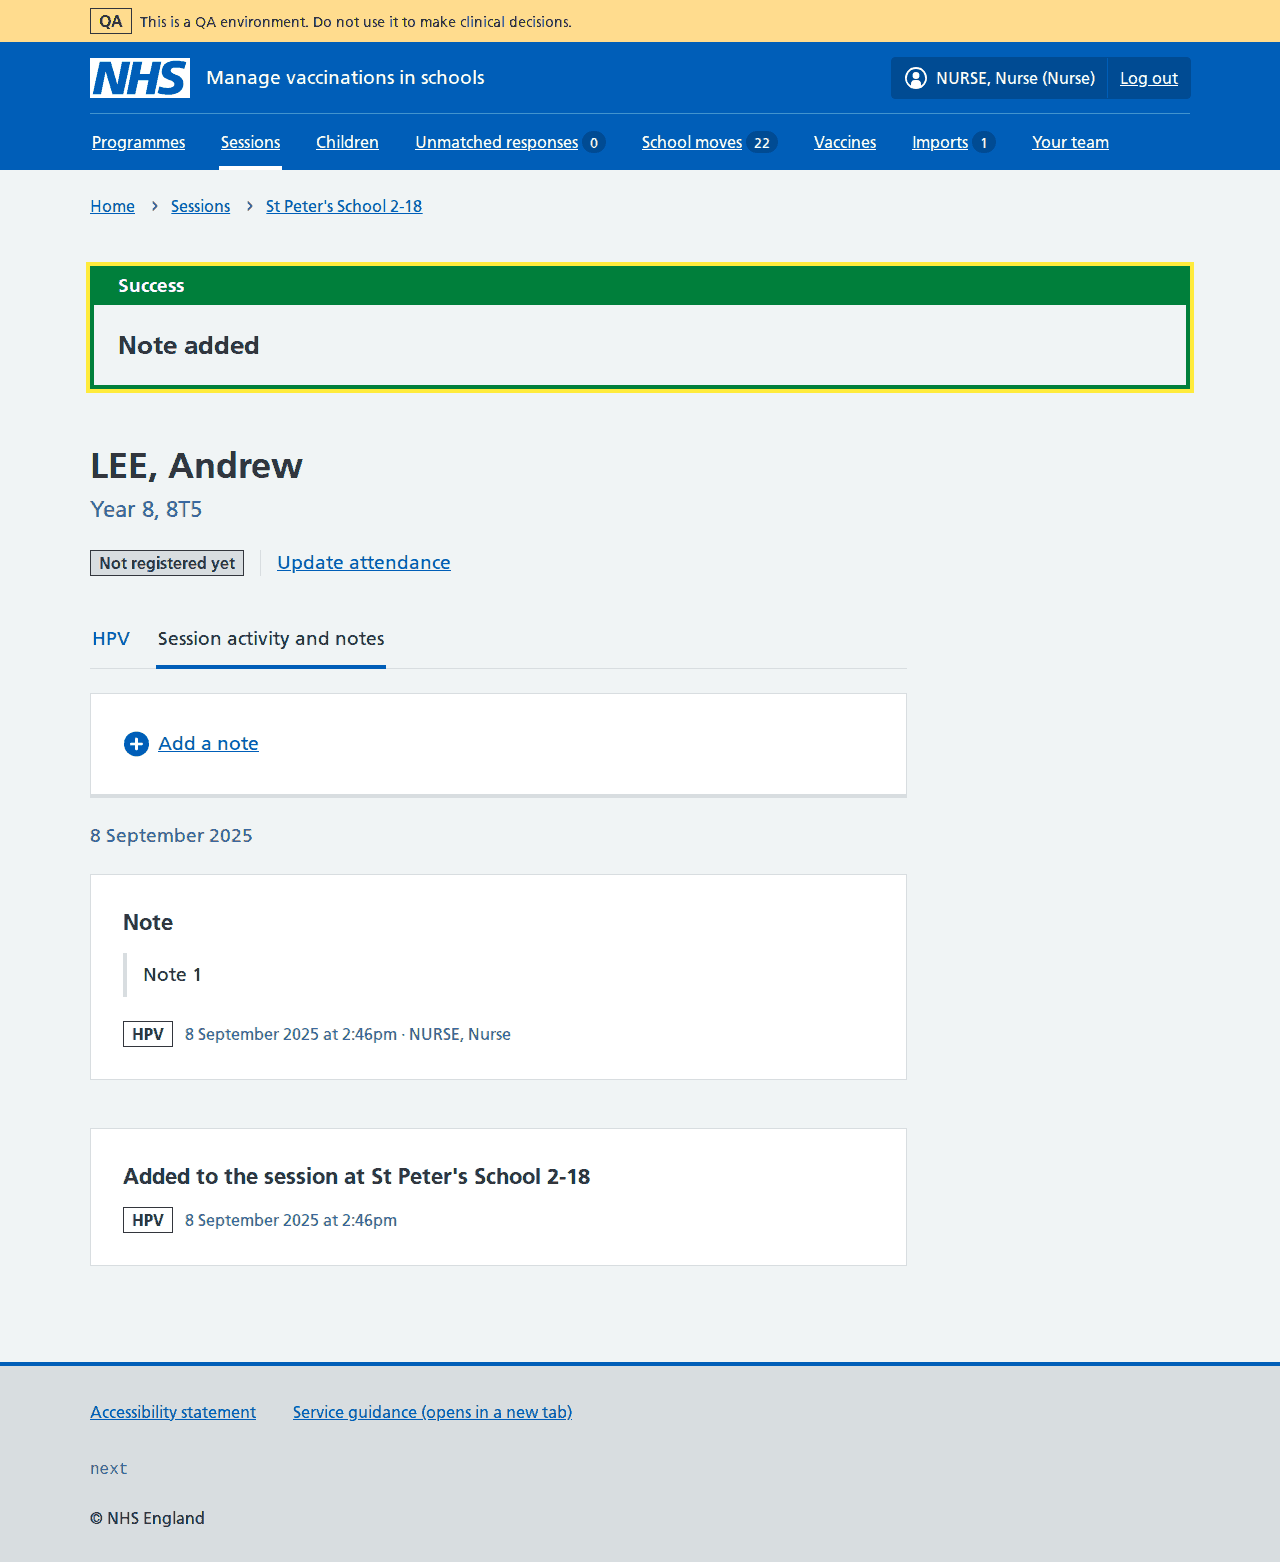 QA This is a QA environment. Do not use it to make clinical decisions.
NHS Manage vaccinations in schools NURSE, Nurse (Nurse) Log out
Programmes Sessions Children Unmatched responses 0 School moves 22 Vaccines Imports 1 Your team
Home Sessions St Peter's School 2-18
Success
Note added
LEE, Andrew
Year 8, 8T5
Not registered yet Update attendance
HPV Session activity and notes
Add a note
8 September 2025
Note
Note 1
HPV 8 September 2025 at 2:46pm · NURSE, Nurse
Added to the session at St Peter's School 2-18
HPV 8 September 2025 at 2:46pm
Accessibility statement Service guidance (opens in a new tab)
next
© NHS England